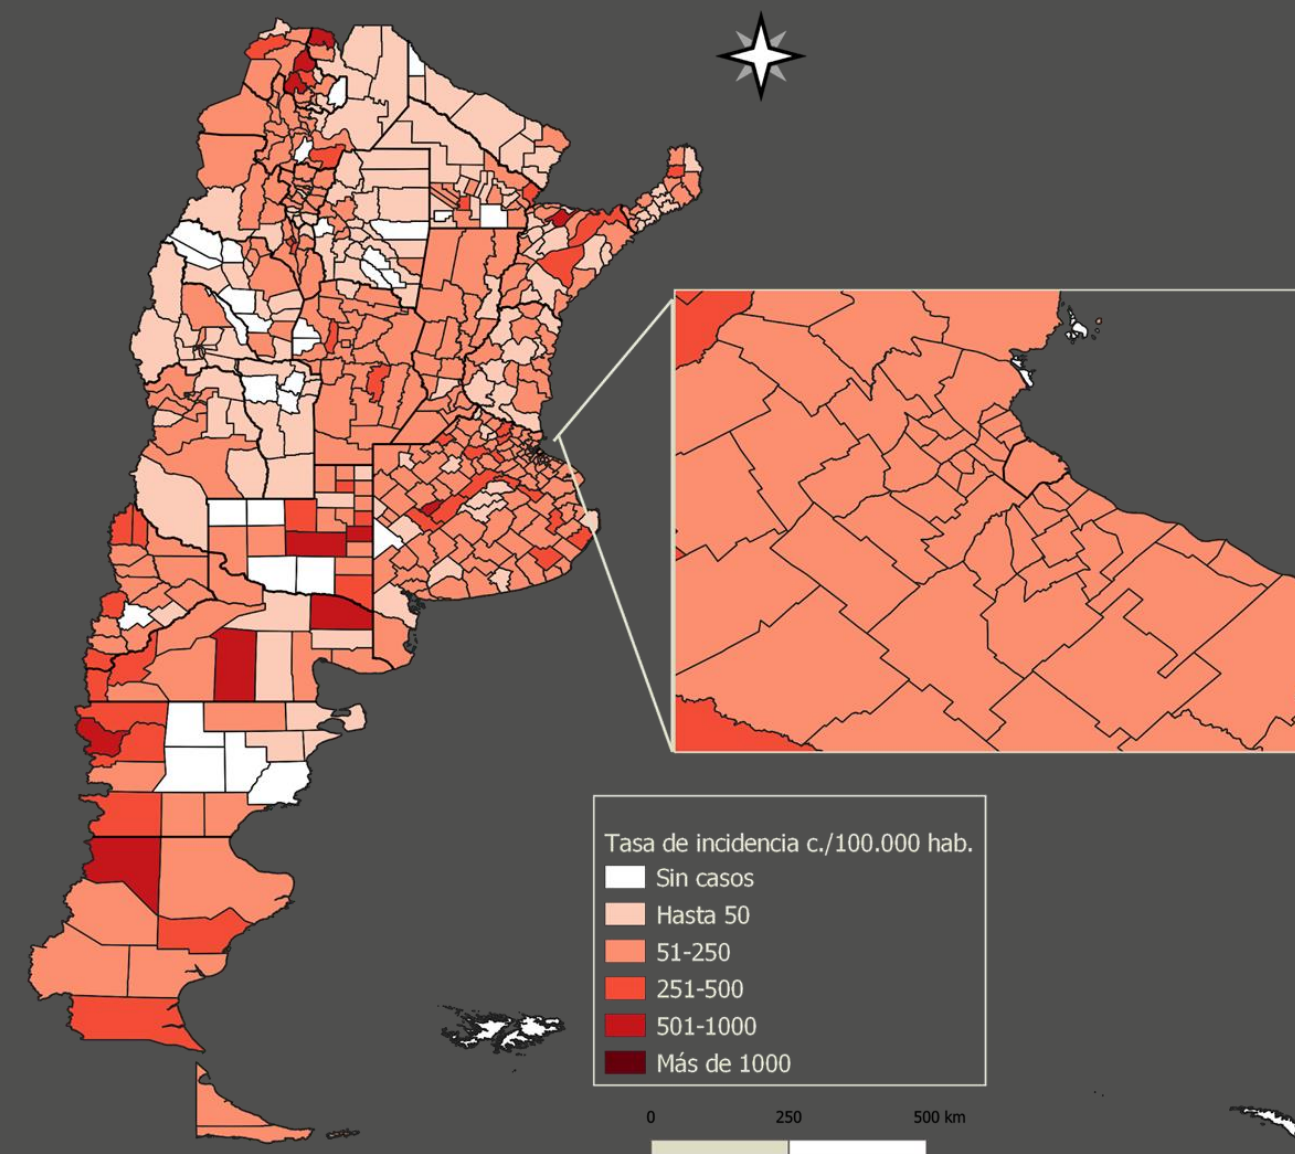 Tasa de incidencia c./100.000 hab.
Sin casos
Hasta 50
51-250
251-500
501-1000
Más de 1000
0 250 500 km